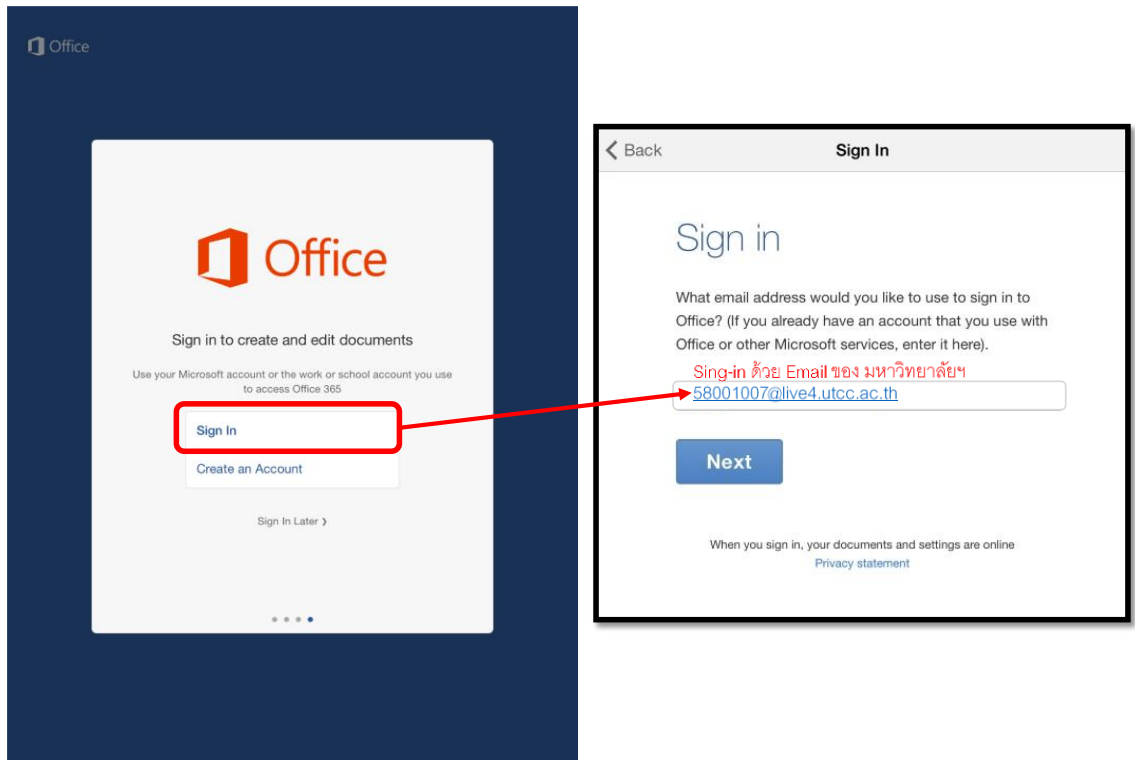 Office
Office
Sign in to create and edit documents
Use your Microsoft account or the work or school account you use
to access Office 365
Sign In
Create an Account
Sign In Later ❯
Back
Sign In
Sign in
What email address would you like to use to sign in to
Office? (If you already have an account that you use with
Office or other Microsoft services, enter it here).
Sing-in ด้วย Email ของ มหาวิทยาลัยฯ
58001007@live4.utcc.ac.th
Next
When you sign in, your documents and settings are online
Privacy statement